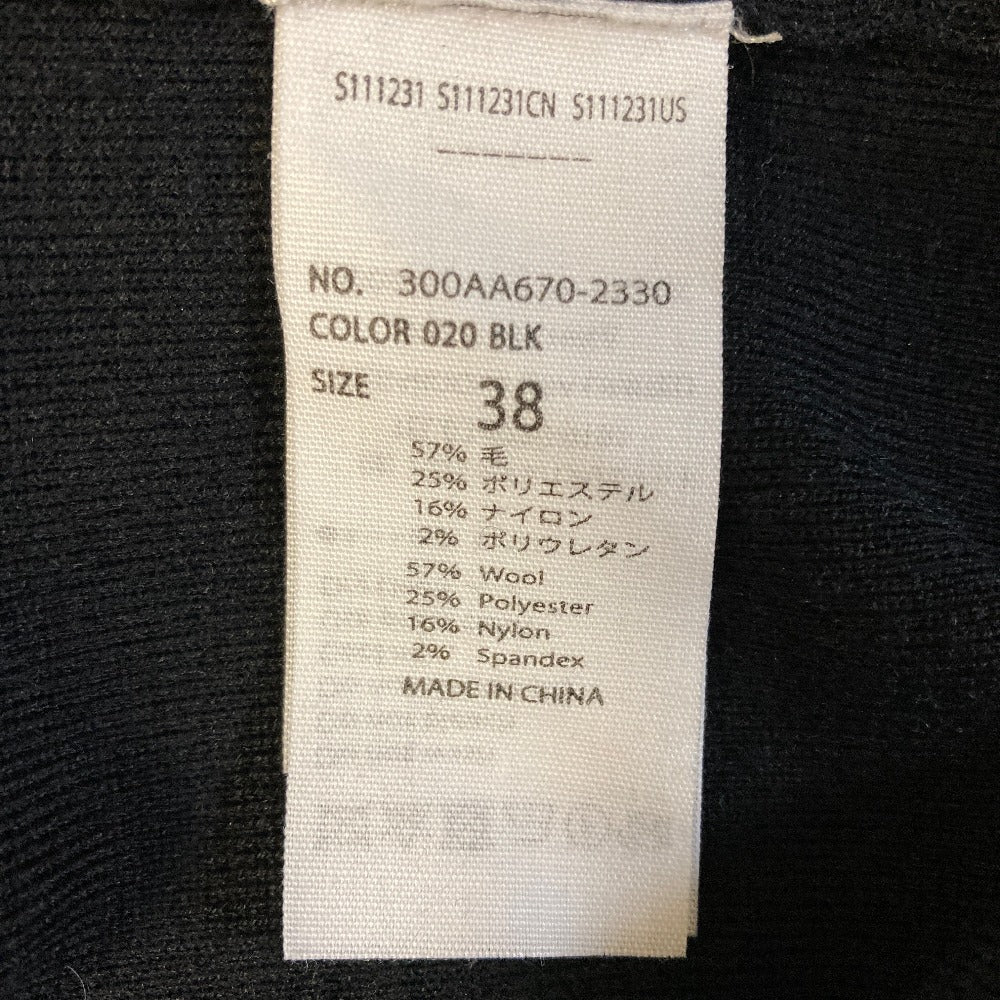 S111231 S111231CN S111231US
-------
NO. 300AA670-2330
COLOR 020 BLK
SIZE 38
57% 毛
25% ポリエステル
16% ナイロン
2% ポリウレタン
57% Wool
25% Polyester
16% Nylon
2% Spandex
MADE IN CHINA